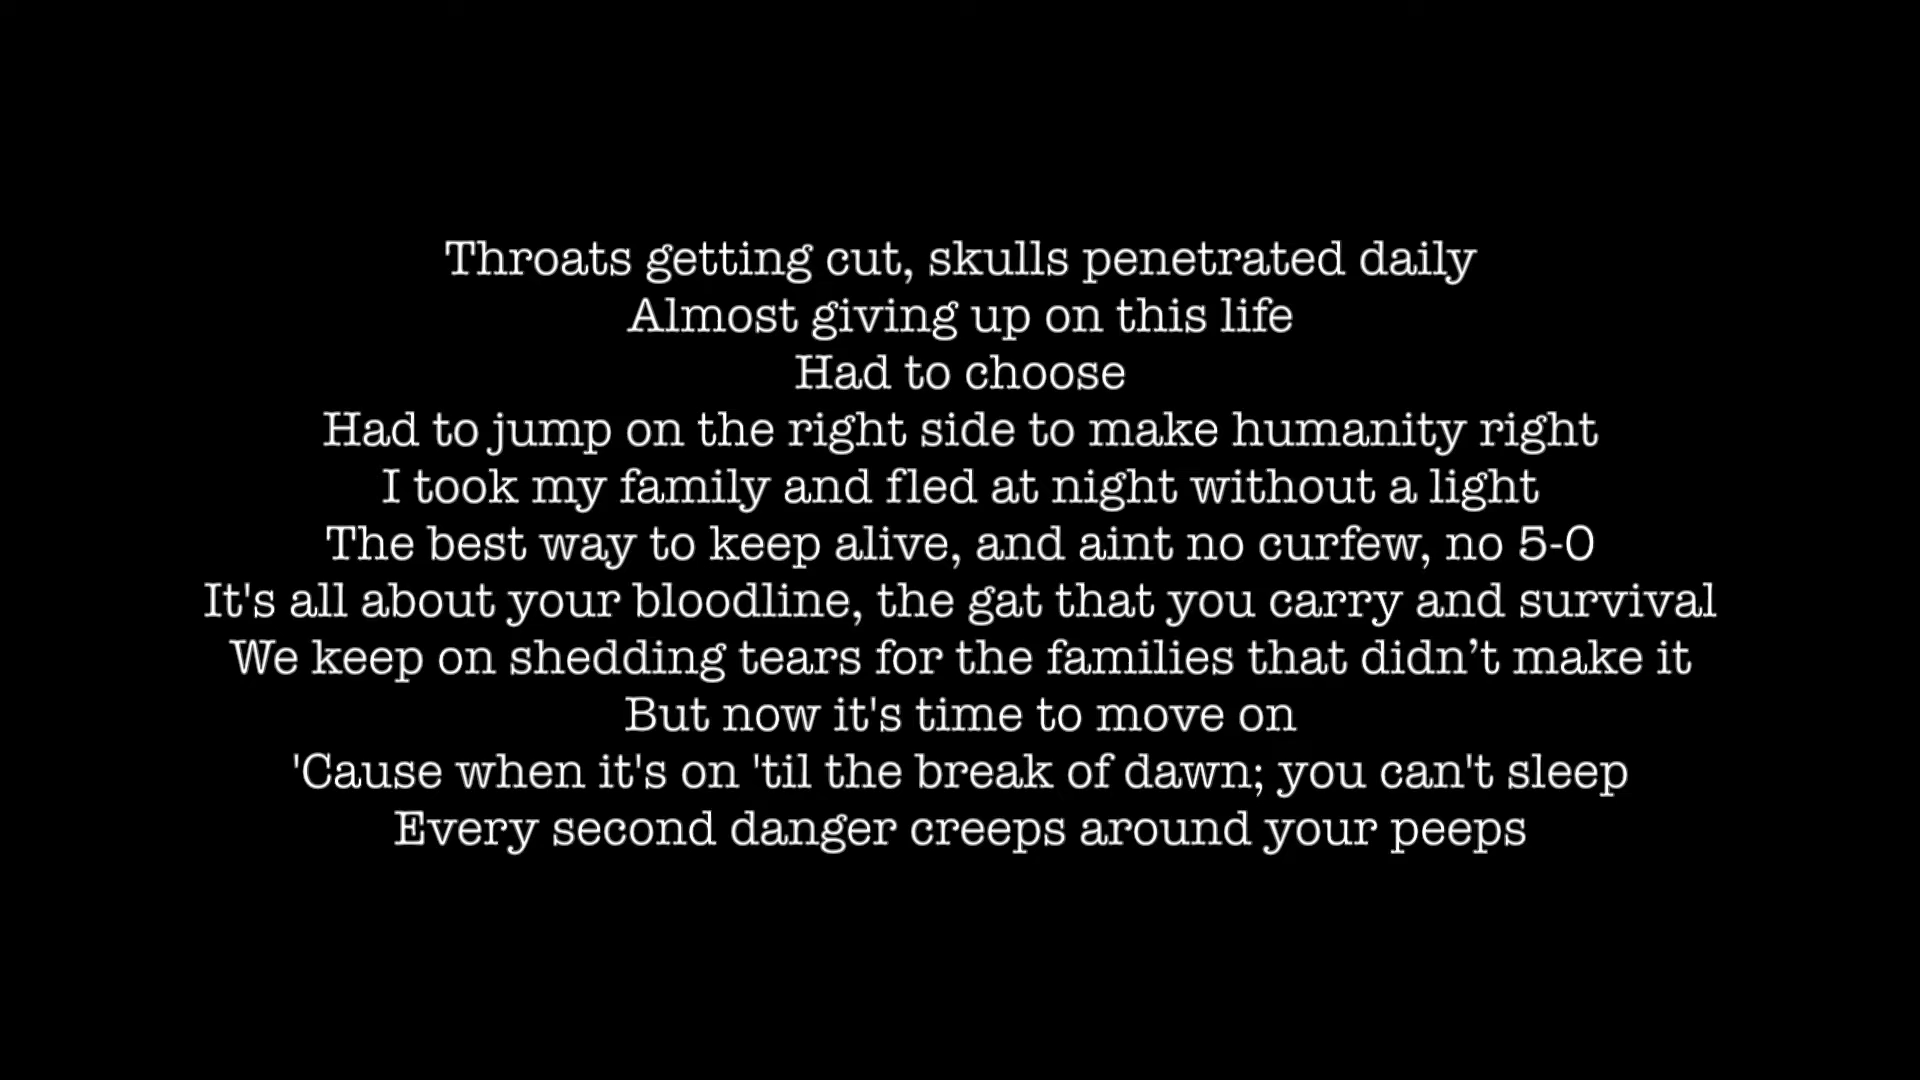 Throats getting cut, skulls penetrated daily
Almost giving up on this life
Had to choose
Had to jump on the right side to make humanity right
I took my family and fled at night without a light
The best way to keep alive, and aint no curfew, no 5-0
It's all about your bloodline, the gat that you carry and survival
We keep on shedding tears for the families that didn’t make it
But now it's time to move on
'Cause when it's on 'til the break of dawn; you can't sleep
Every second danger creeps around your peeps